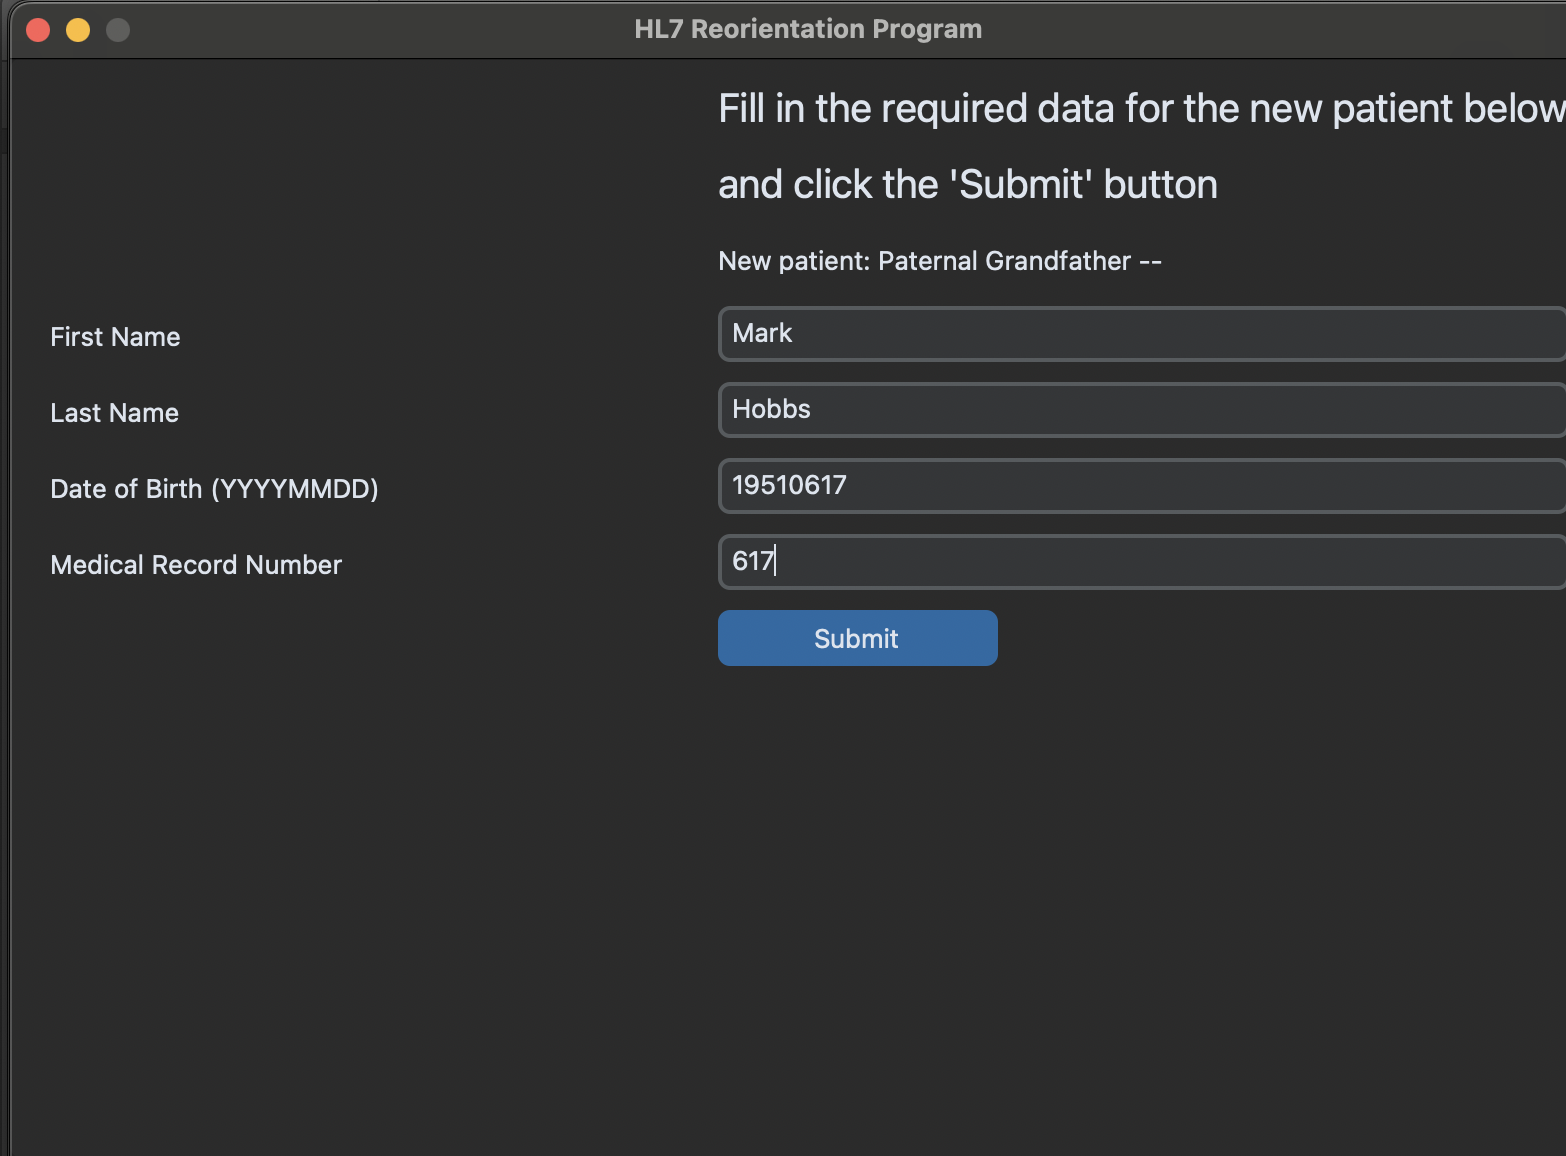 HL7 Reorientation Program
Fill in the required data for the new patient below
and click the 'Submit' button
New patient: Paternal Grandfather --
First Name
Mark
Last Name
Hobbs
Date of Birth (YYYYMMDD)
19510617
Medical Record Number
617
Submit